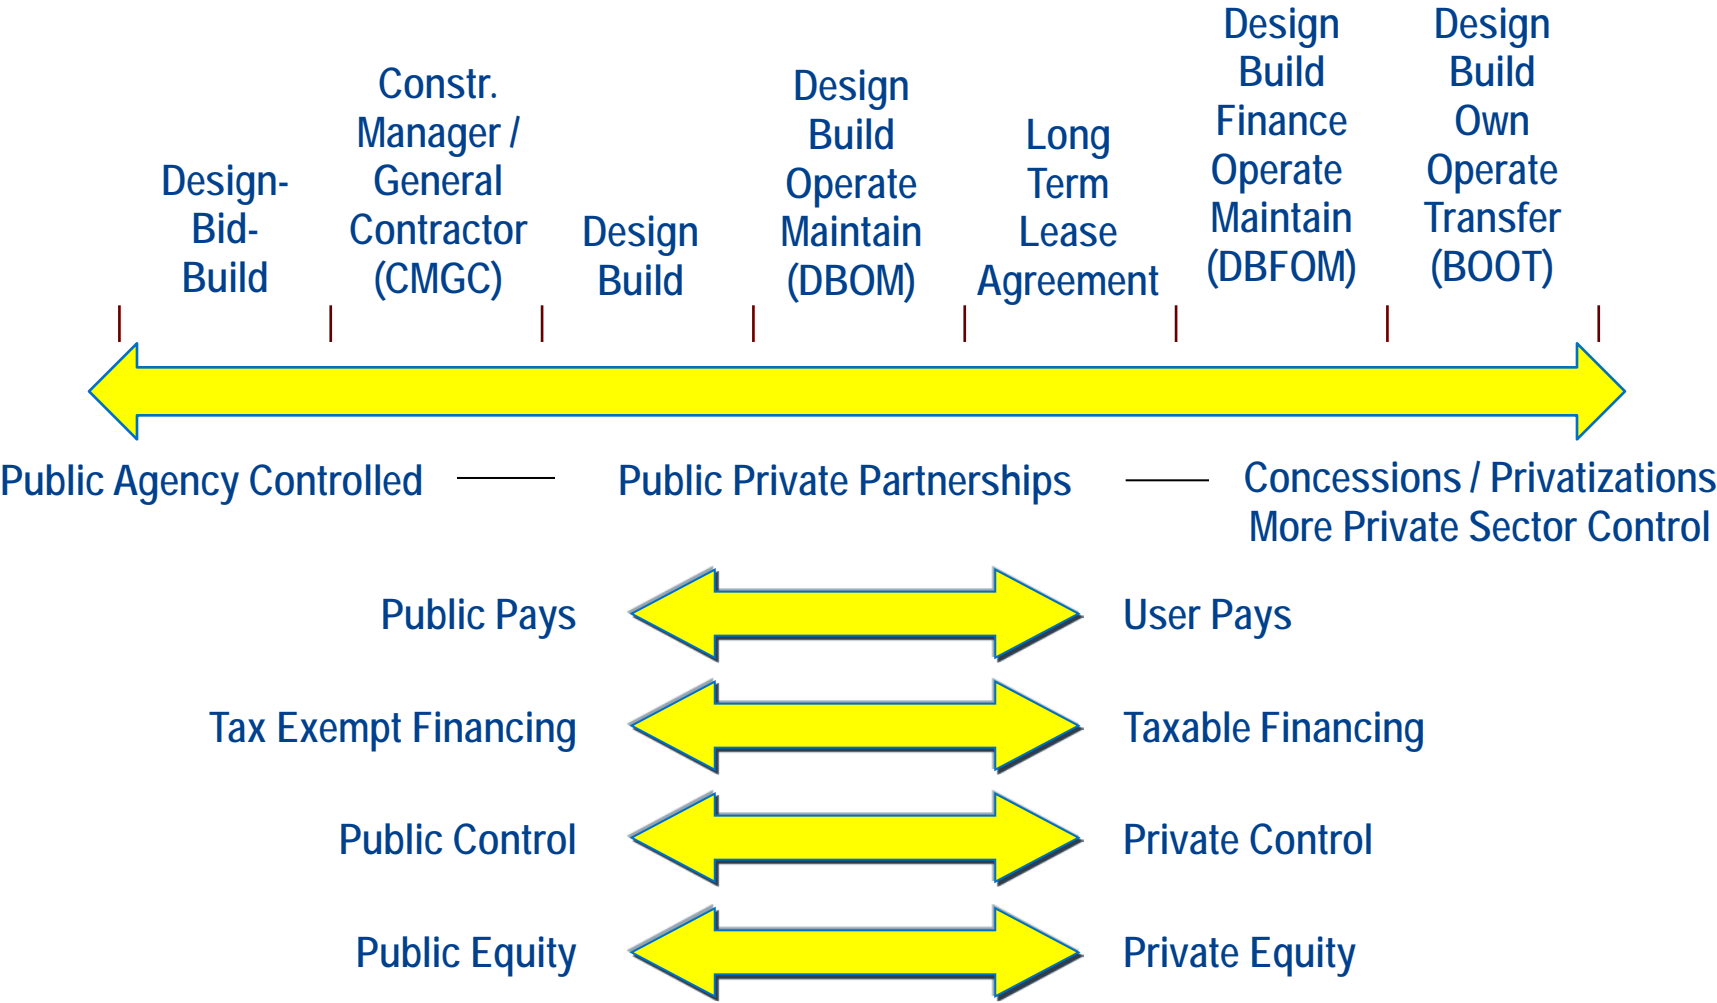 Design-
Bid-
Build
Constr.
Manager /
General
Contractor
(CMGC)
Design
Build
Design
Build
Operate
Maintain
(DBOM)
Long
Term
Lease
Agreement
Design
Build
Finance
Operate
Maintain
(DBFOM)
Design
Build
Own
Operate
Transfer
(BOOT)
Public Agency Controlled
Public Private Partnerships
Concessions / Privatizations
More Private Sector Control
Public Pays
User Pays
Tax Exempt Financing
Taxable Financing
Public Control
Private Control
Public Equity
Private Equity